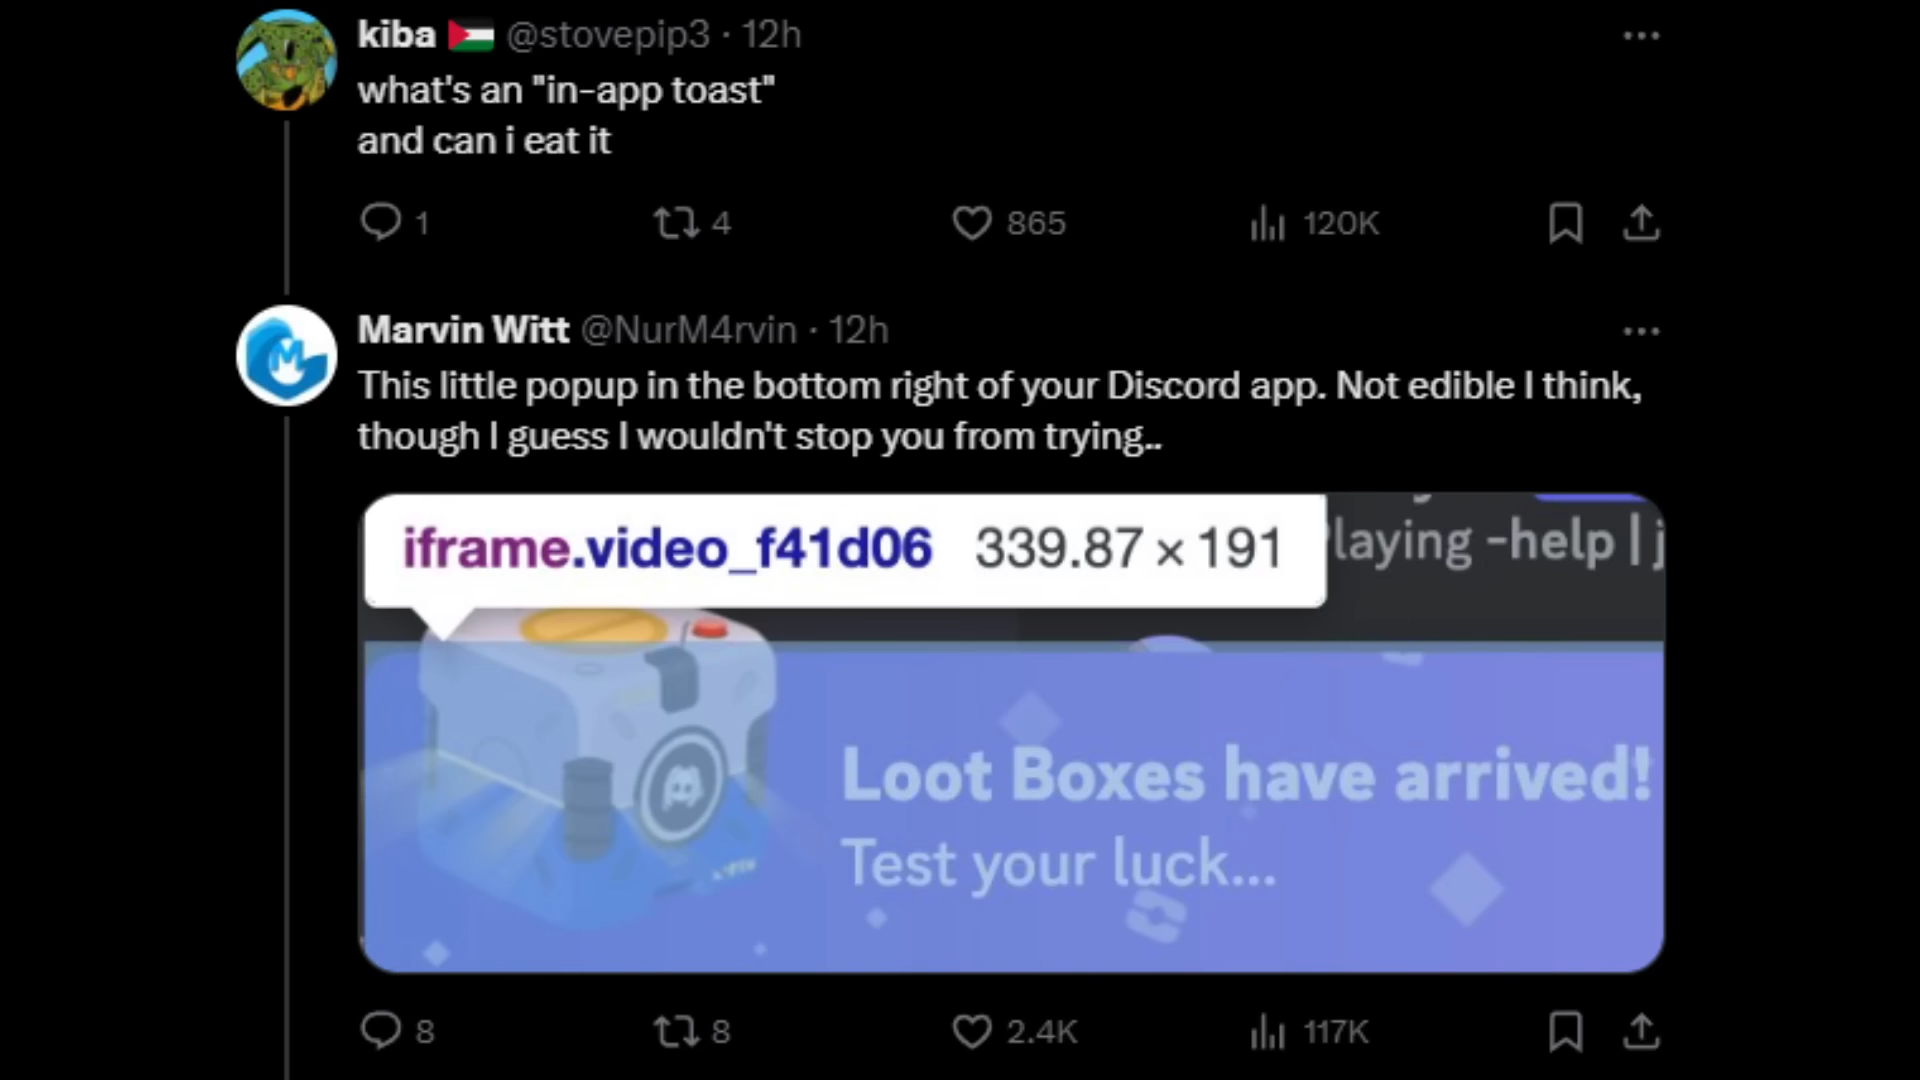 kiba 🇵🇸 @stovepip3 · 12h
what's an "in-app toast"
and can i eat it
1 4 865 120K
Marvin Witt @NurM4rvin · 12h
This little popup in the bottom right of your Discord app. Not edible I think,
though I guess I wouldn't stop you from trying..
iframe.video_f41d06 339.87 × 191
laying -help | j
Loot Boxes have arrived!
Test your luck...
8 8 2.4K 117K